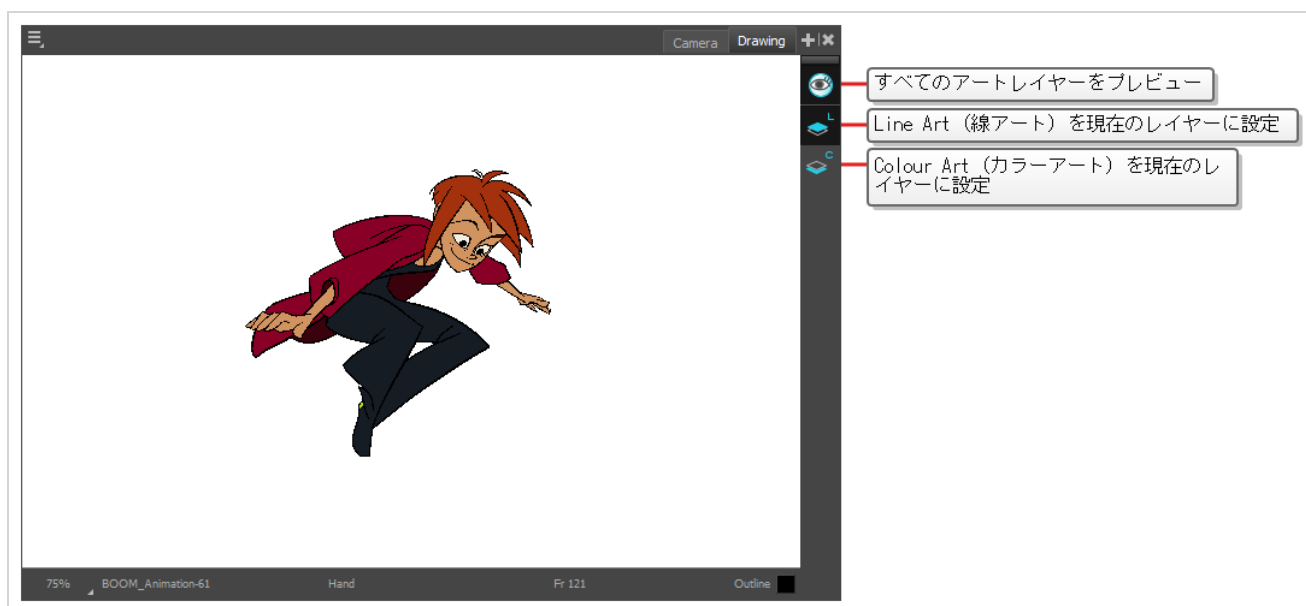 Camera Drawing
すべてのアートレイヤーをプレビュー
L
Line Art (線アート) を現在のレイヤーに設定
C
Colour Art (カラーアート) を現在のレ
イヤーに設定
75% BOOM_Animation-61 Hand Fr 121 Outline